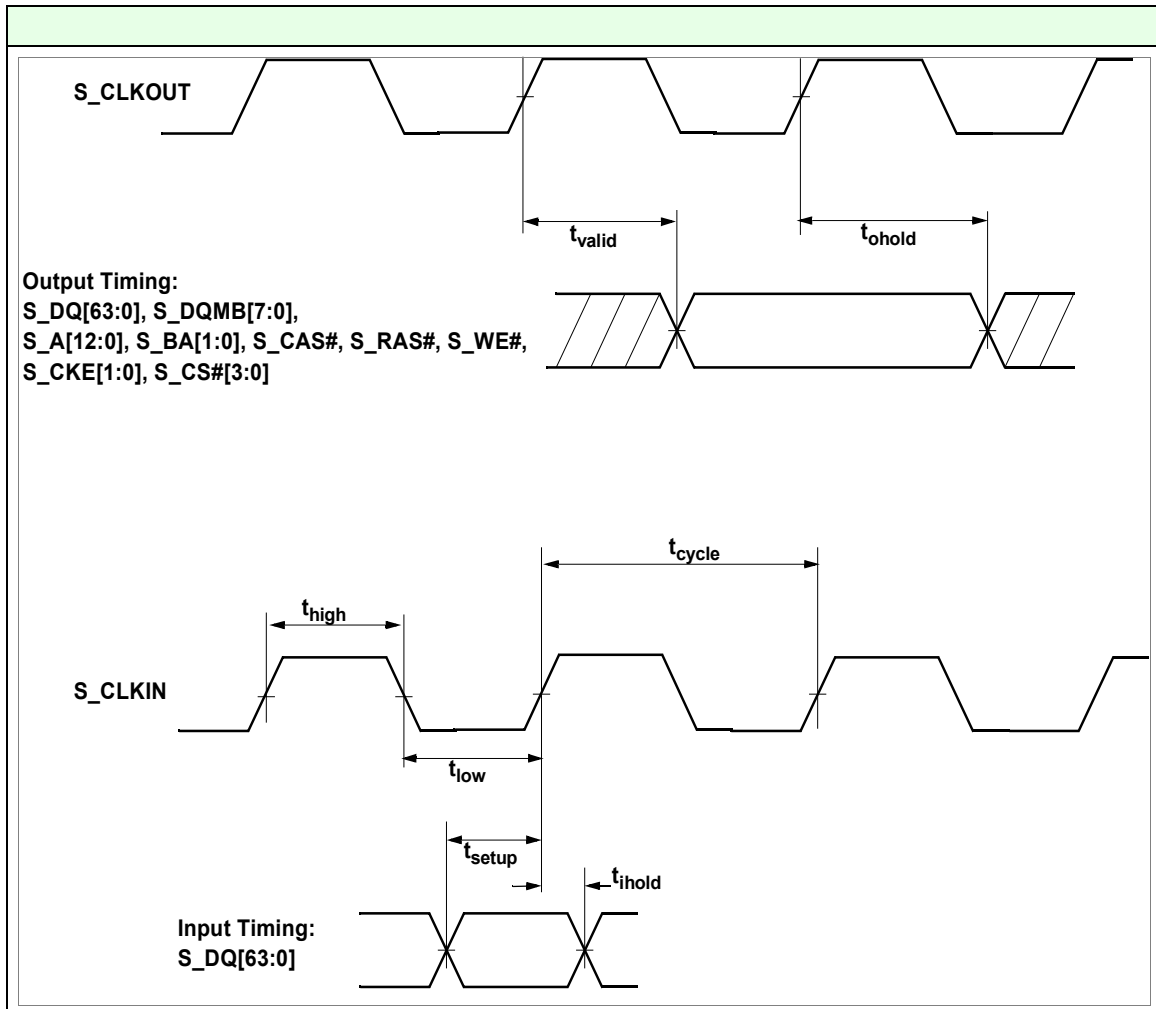 S_CLKOUT
tvalid
tohold
Output Timing:
S_DQ[63:0], S_DQMB[7:0],
S_A[12:0], S_BA[1:0], S_CAS#, S_RAS#, S_WE#,
S_CKE[1:0], S_CS#[3:0]
tcycle
thigh
S_CLKIN
tlow
tsetup
tihold
Input Timing:
S_DQ[63:0]